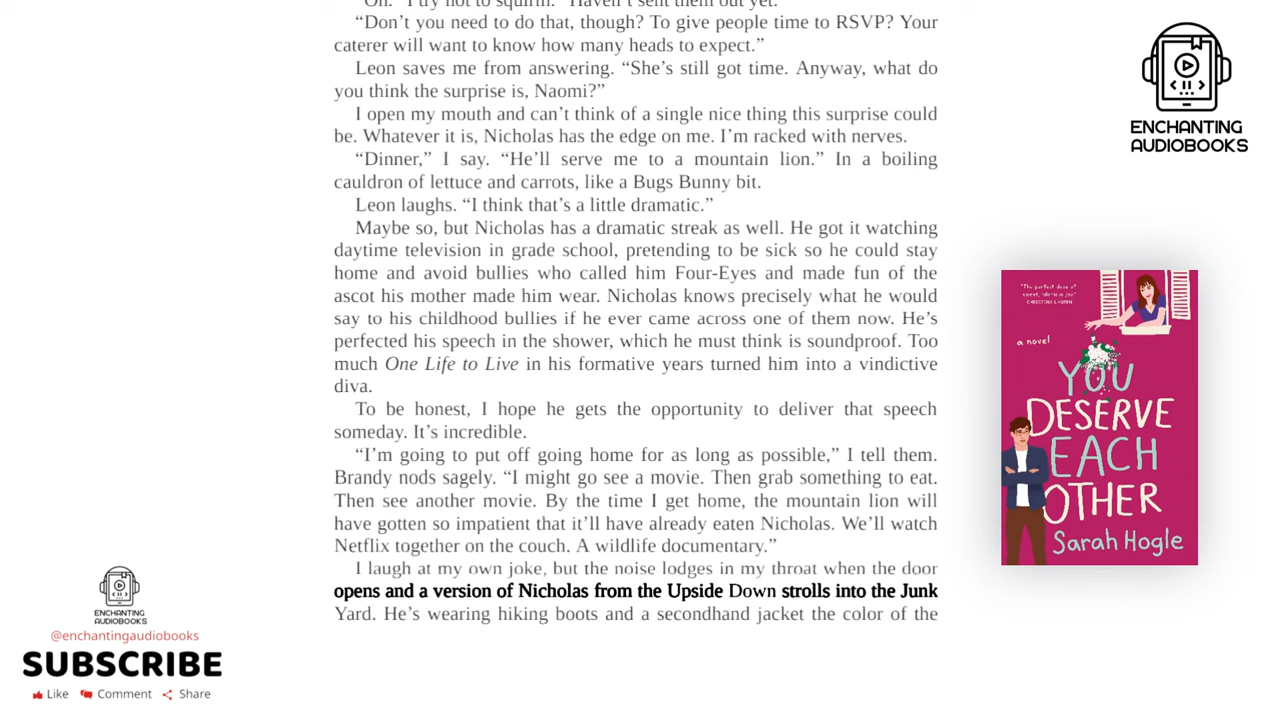 “Oh.” I try not to squirm. “Haven’t sent them out yet.”
“Don’t you need to do that, though? To give people time to RSVP? Your
caterer will want to know how many heads to expect.”
Leon saves me from answering. “She’s still got time. Anyway, what do
you think the surprise is, Naomi?”
I open my mouth and can’t think of a single nice thing this surprise could
be. Whatever it is, Nicholas has the edge on me. I’m racked with nerves.
“Dinner,” I say. “He’ll serve me to a mountain lion.” In a boiling
cauldron of lettuce and carrots, like a Bugs Bunny bit.
Leon laughs. “I think that’s a little dramatic.”
Maybe so, but Nicholas has a dramatic streak as well. He got it watching
daytime television in grade school, pretending to be sick so he could stay
home and avoid bullies who called him Four-Eyes and made fun of the
ascot his mother made him wear. Nicholas knows precisely what he would
say to his childhood bullies if he ever came across one of them now. He’s
perfected his speech in the shower, which he must think is soundproof. Too
much One Life to Live in his formative years turned him into a vindictive
diva.
To be honest, I hope he gets the opportunity to deliver that speech
someday. It’s incredible.
“I’m going to put off going home for as long as possible,” I tell them.
Brandy nods sagely. “I might go see a movie. Then grab something to eat.
Then see another movie. By the time I get home, the mountain lion will
have gotten so impatient that it’ll have already eaten Nicholas. We’ll watch
Netflix together on the couch. A wildlife documentary.”
I laugh at my own joke, but the noise lodges in my throat when the door
opens and a version of Nicholas from the Upside Down strolls into the Junk
Yard. He’s wearing hiking boots and a secondhand jacket the color of the
ENCHANTING
AUDIOBOOKS
"The perfect dose of
CHRISTINA LAUREN
a novel
YOU
DESERVE
EACH
OTHER
Sarah Hogle
ENCHANTING
AUDIOBOOKS
@enchantingaudiobooks
SUBSCRIBE
Like Comment Share